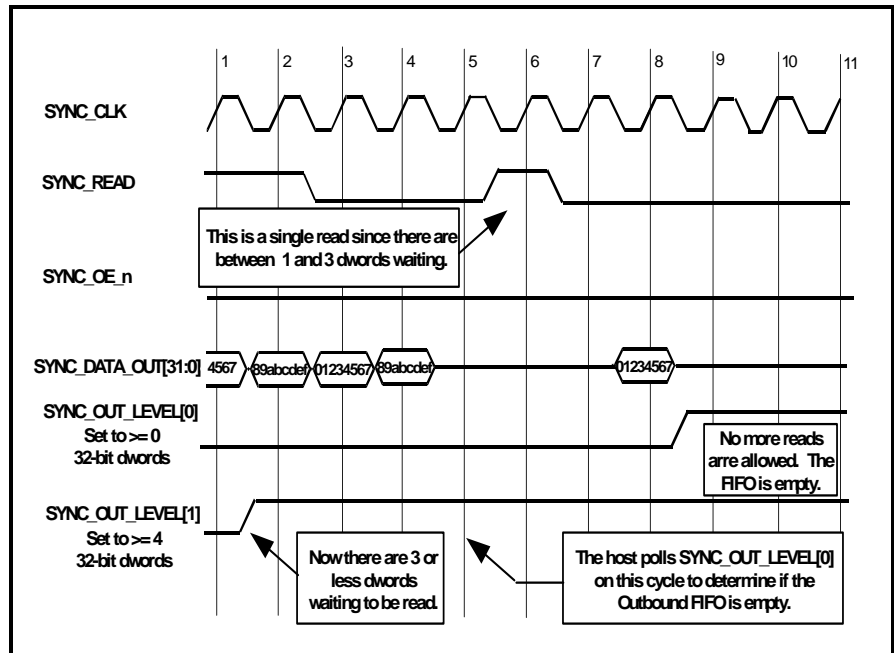 1 2 3 4 5 6 7 8 9 10 11
SYNC_CLK
SYNC_READ
This is a single read since there are
between 1 and 3 dwords waiting.
SYNC_OE_n
SYNC_DATA_OUT[31:0] 4567 89abcdef 01234567 89abcdef 01234567
SYNC_OUT_LEVEL[0]
Set to >= 0
32-bit dwords
No more reads
arre allowed. The
FIFO is empty.
SYNC_OUT_LEVEL[1]
Set to >= 4
32-bit dwords
Now there are 3 or
less dwords
waiting to be read.
The host polls SYNC_OUT_LEVEL[0]
on this cycle to determine if the
Outbound FIFO is empty.